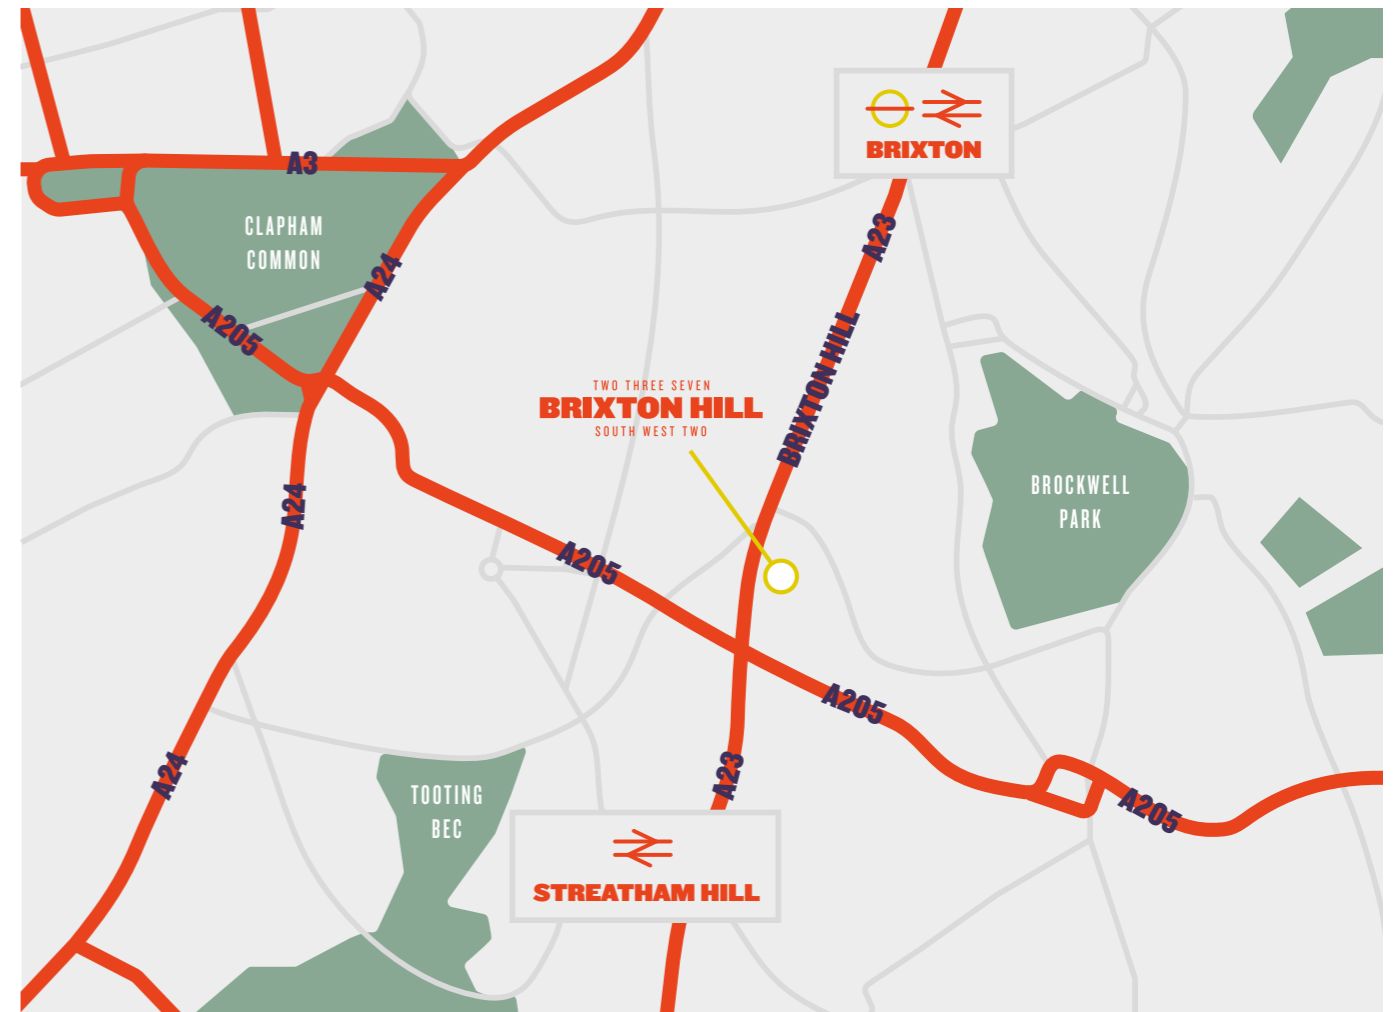 BRIXTON
A3
CLAPHAM
COMMON
A23
A24
A205
BRIXTON HILL
TWO THREE SEVEN
BRIXTON HILL
SOUTH WEST TWO
BROCKWELL
PARK
A24
A205
A205
A24
A23
TOOTING
BEC
A205
STREATHAM HILL